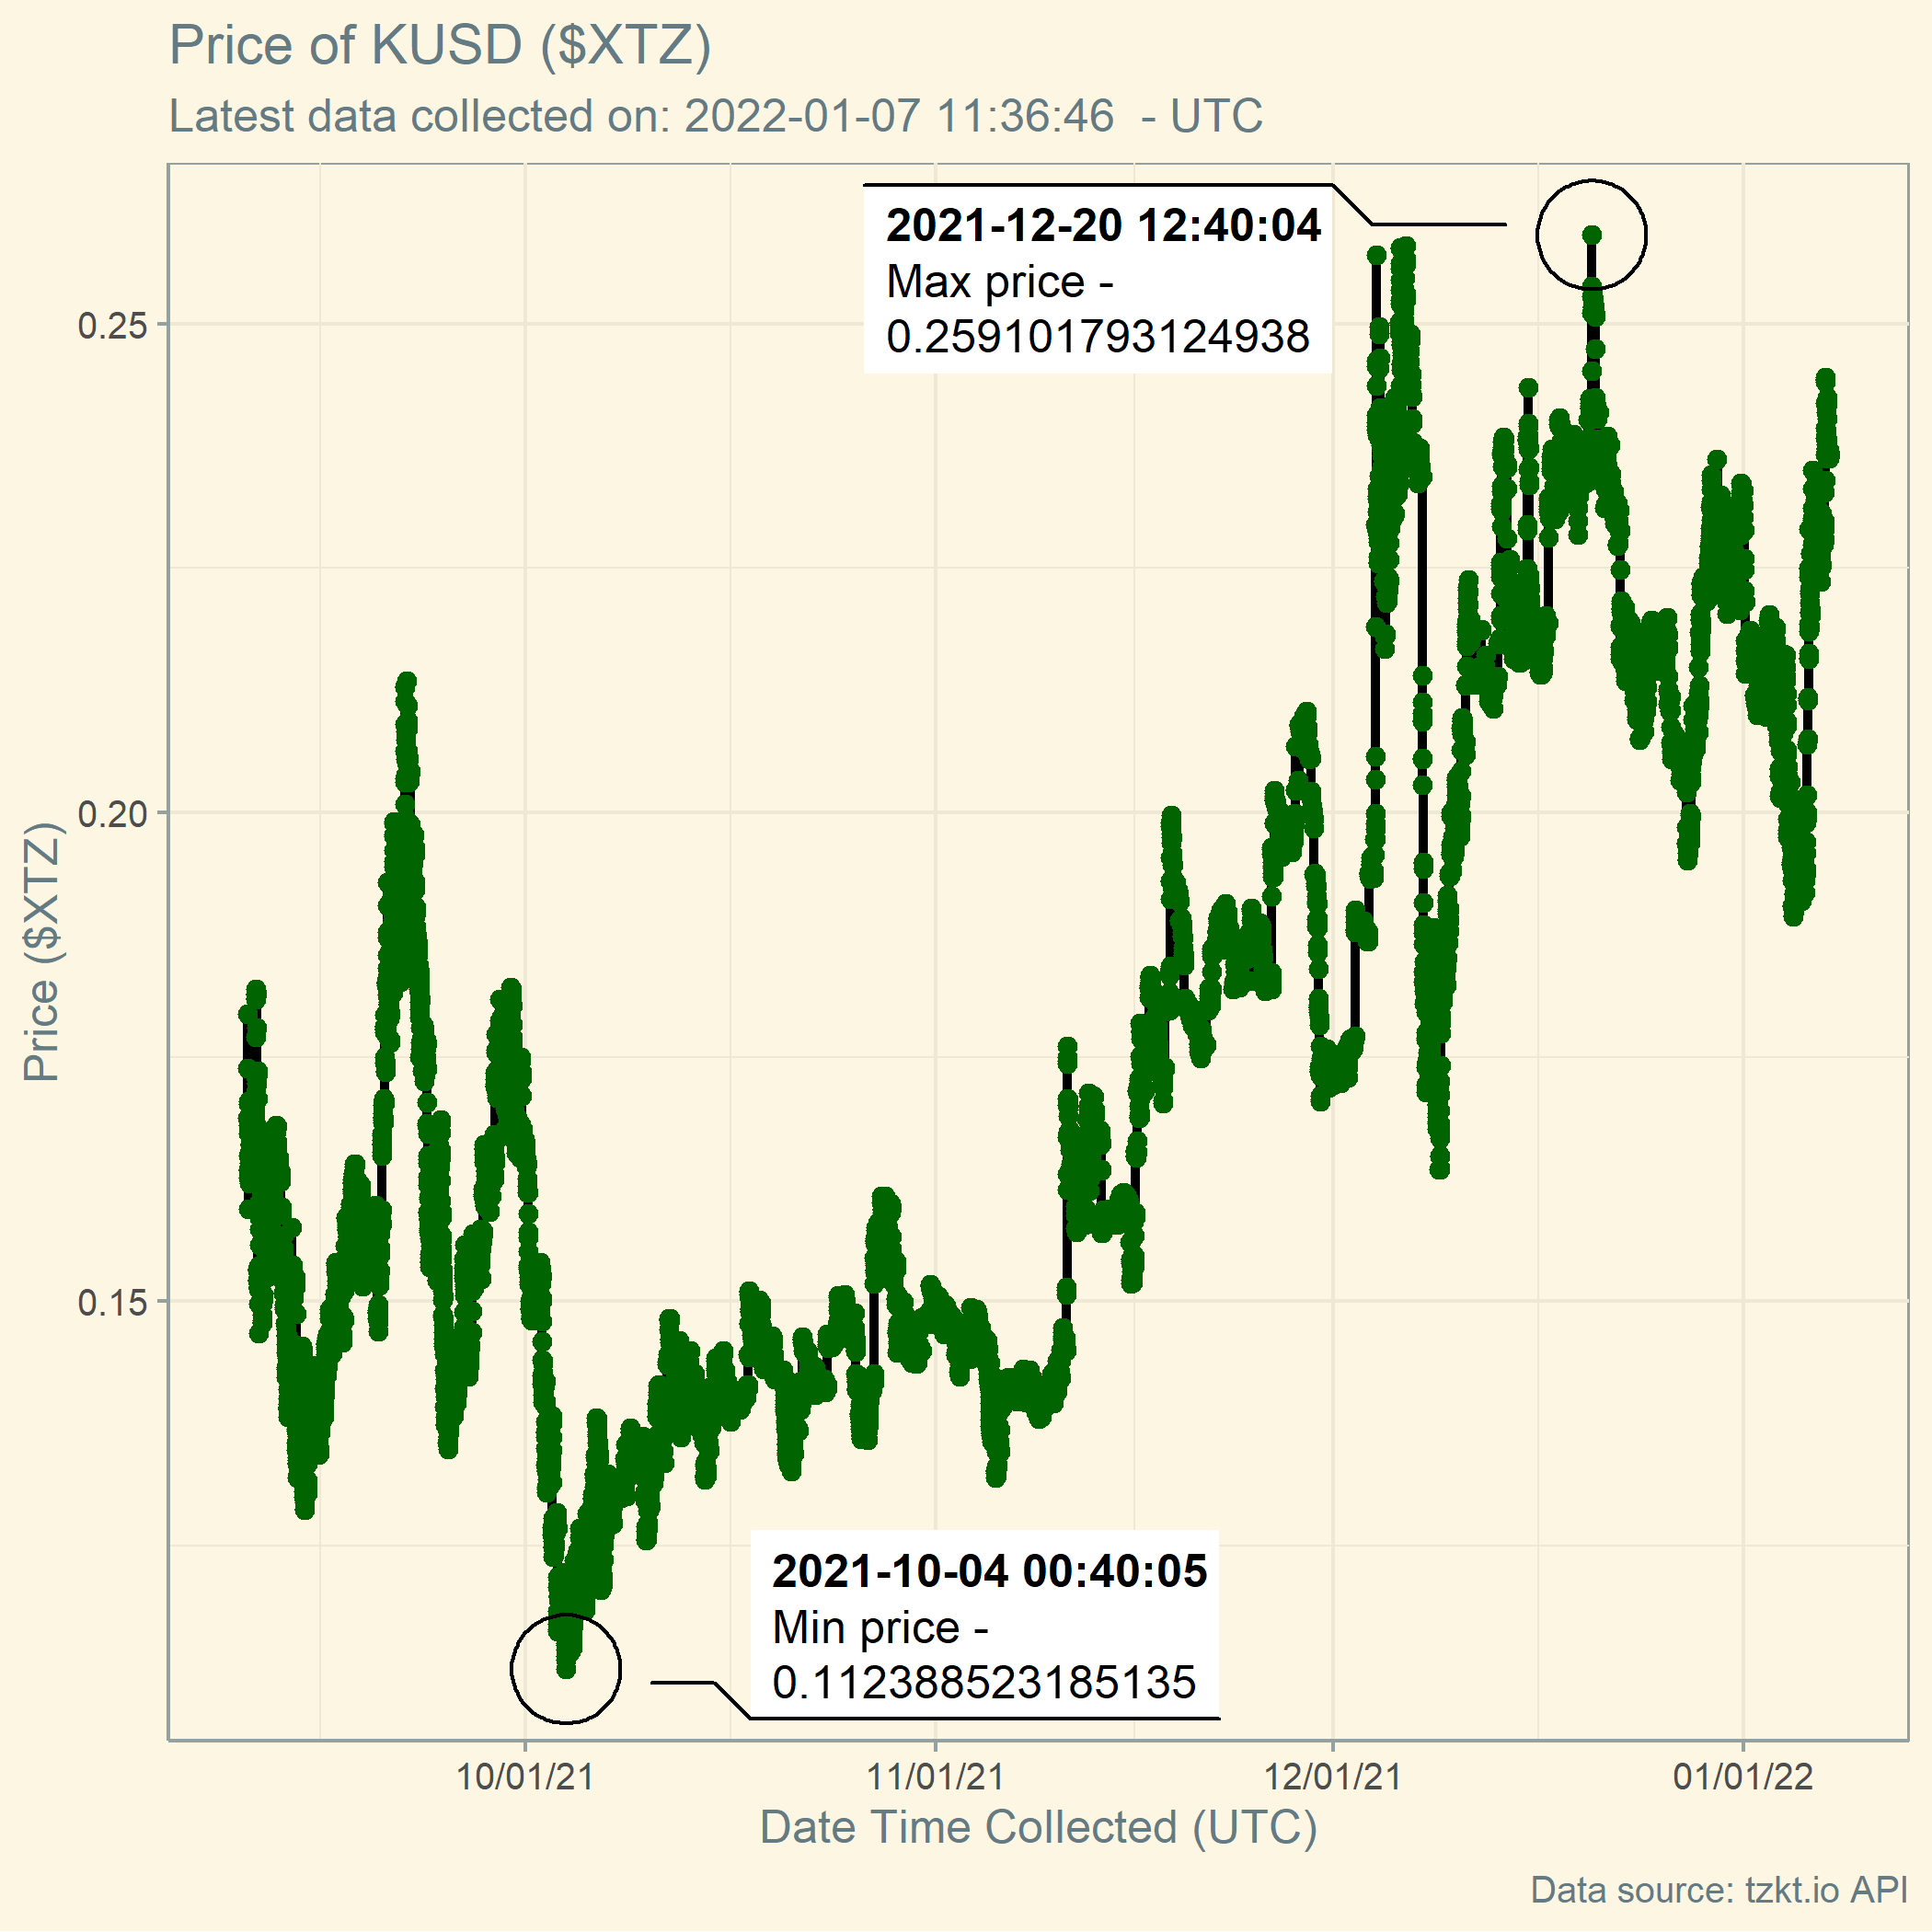 Price of KUSD ($XTZ)
Latest data collected on: 2022-01-07 11:36:46  - UTC
2021-12-20 12:40:04
Max price -
0.259101793124938
0.25
0.20
0.15
Price ($XTZ)
2021-10-04 00:40:05
Min price -
0.112388523185135
10/01/21
11/01/21
12/01/21
01/01/22
Date Time Collected (UTC)
Data source: tzkt.io API